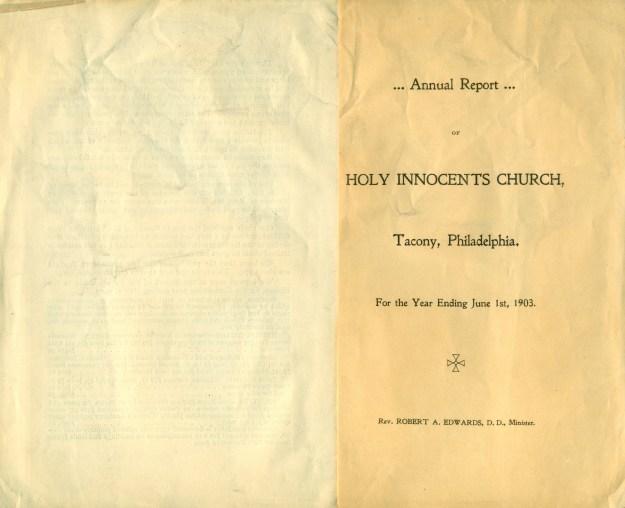 ... Annual Report ...
OF
HOLY INNOCENTS CHURCH,
Tacony, Philadelphia.
For the Year Ending June 1st, 1903.
Rev. ROBERT A. EDWARDS, D. D., Minister.